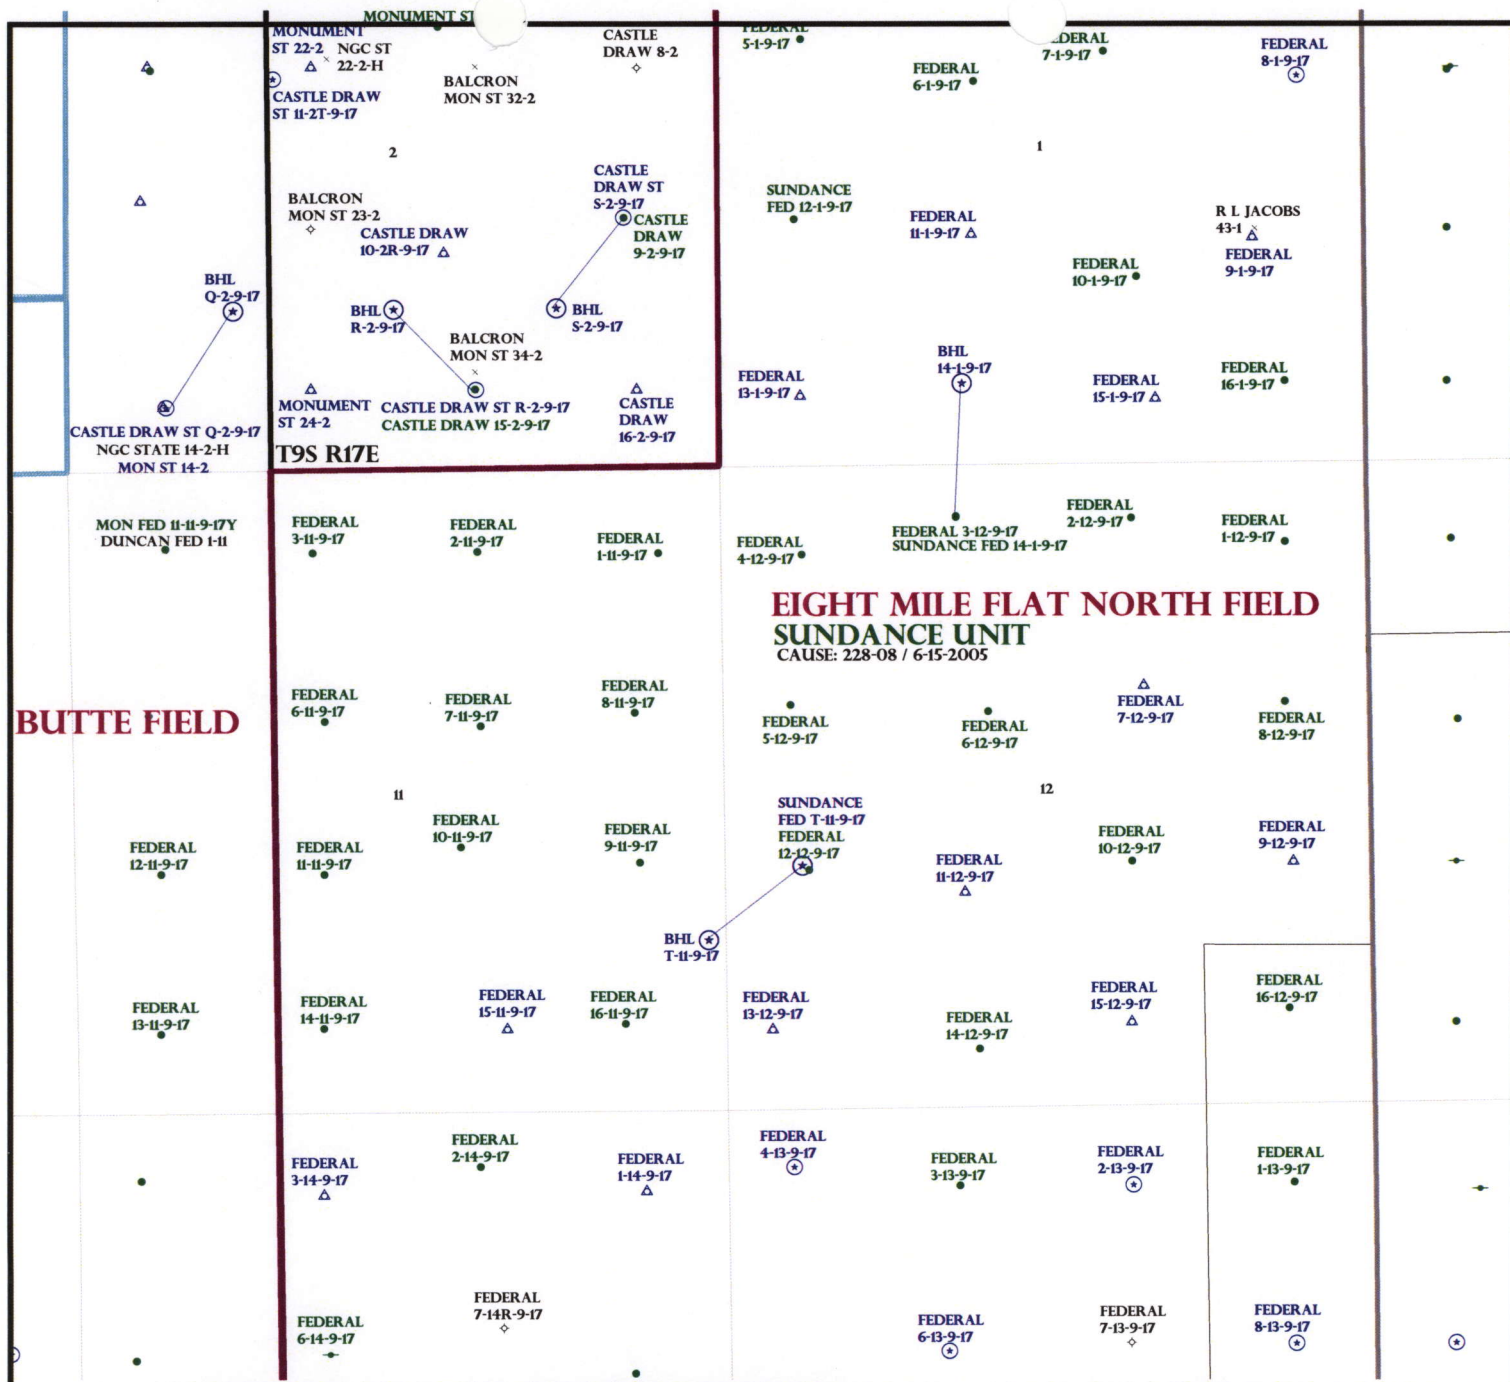 MONUMENT ST
MONUMENT
ST 22-2
NGC ST
22-2-H
CASTLE
DRAW 8-2
BALCRON
MON ST 32-2
CASTLE DRAW
ST 11-2T-9-17
FEDERAL
5-1-9-17
FEDERAL
6-1-9-17
FEDERAL
7-1-9-17
FEDERAL
8-1-9-17
2
1
BALCRON
MON ST 23-2
CASTLE DRAW
10-2R-9-17
CASTLE
DRAW ST
S-2-9-17
CASTLE
DRAW
9-2-9-17
SUNDANCE
FED 12-1-9-17
FEDERAL
11-1-9-17
R L JACOBS
43-1
FEDERAL
9-1-9-17
FEDERAL
10-1-9-17
BHL
Q-2-9-17
BHL
R-2-9-17
BHL
S-2-9-17
BALCRON
MON ST 34-2
BHL
14-1-9-17
FEDERAL
13-1-9-17
FEDERAL
15-1-9-17
FEDERAL
16-1-9-17
CASTLE DRAW ST Q-2-9-17
NGC STATE 14-2-H
MON ST 14-2
MONUMENT
ST 24-2
CASTLE DRAW ST R-2-9-17
CASTLE DRAW 15-2-9-17
CASTLE
DRAW
16-2-9-17
T9S R17E
MON FED 11-11-9-17Y
DUNCAN FED 1-11
FEDERAL
3-11-9-17
FEDERAL
2-11-9-17
FEDERAL
1-11-9-17
FEDERAL
4-12-9-17
FEDERAL 3-12-9-17
SUNDANCE FED 14-1-9-17
FEDERAL
2-12-9-17
FEDERAL
1-12-9-17
EIGHT MILE FLAT NORTH FIELD
SUNDANCE UNIT
CAUSE: 228-08 / 6-15-2005
BUTTE FIELD
FEDERAL
6-11-9-17
FEDERAL
7-11-9-17
FEDERAL
8-11-9-17
FEDERAL
5-12-9-17
FEDERAL
6-12-9-17
FEDERAL
7-12-9-17
FEDERAL
8-12-9-17
11
12
FEDERAL
12-11-9-17
FEDERAL
11-11-9-17
FEDERAL
10-11-9-17
FEDERAL
9-11-9-17
SUNDANCE
FED T-11-9-17
FEDERAL
12-12-9-17
FEDERAL
11-12-9-17
FEDERAL
10-12-9-17
FEDERAL
9-12-9-17
BHL
T-11-9-17
FEDERAL
13-11-9-17
FEDERAL
14-11-9-17
FEDERAL
15-11-9-17
FEDERAL
16-11-9-17
FEDERAL
13-12-9-17
FEDERAL
14-12-9-17
FEDERAL
15-12-9-17
FEDERAL
16-12-9-17
FEDERAL
3-14-9-17
FEDERAL
2-14-9-17
FEDERAL
1-14-9-17
FEDERAL
4-13-9-17
FEDERAL
3-13-9-17
FEDERAL
2-13-9-17
FEDERAL
1-13-9-17
FEDERAL
6-14-9-17
FEDERAL
7-14R-9-17
FEDERAL
6-13-9-17
FEDERAL
7-13-9-17
FEDERAL
8-13-9-17